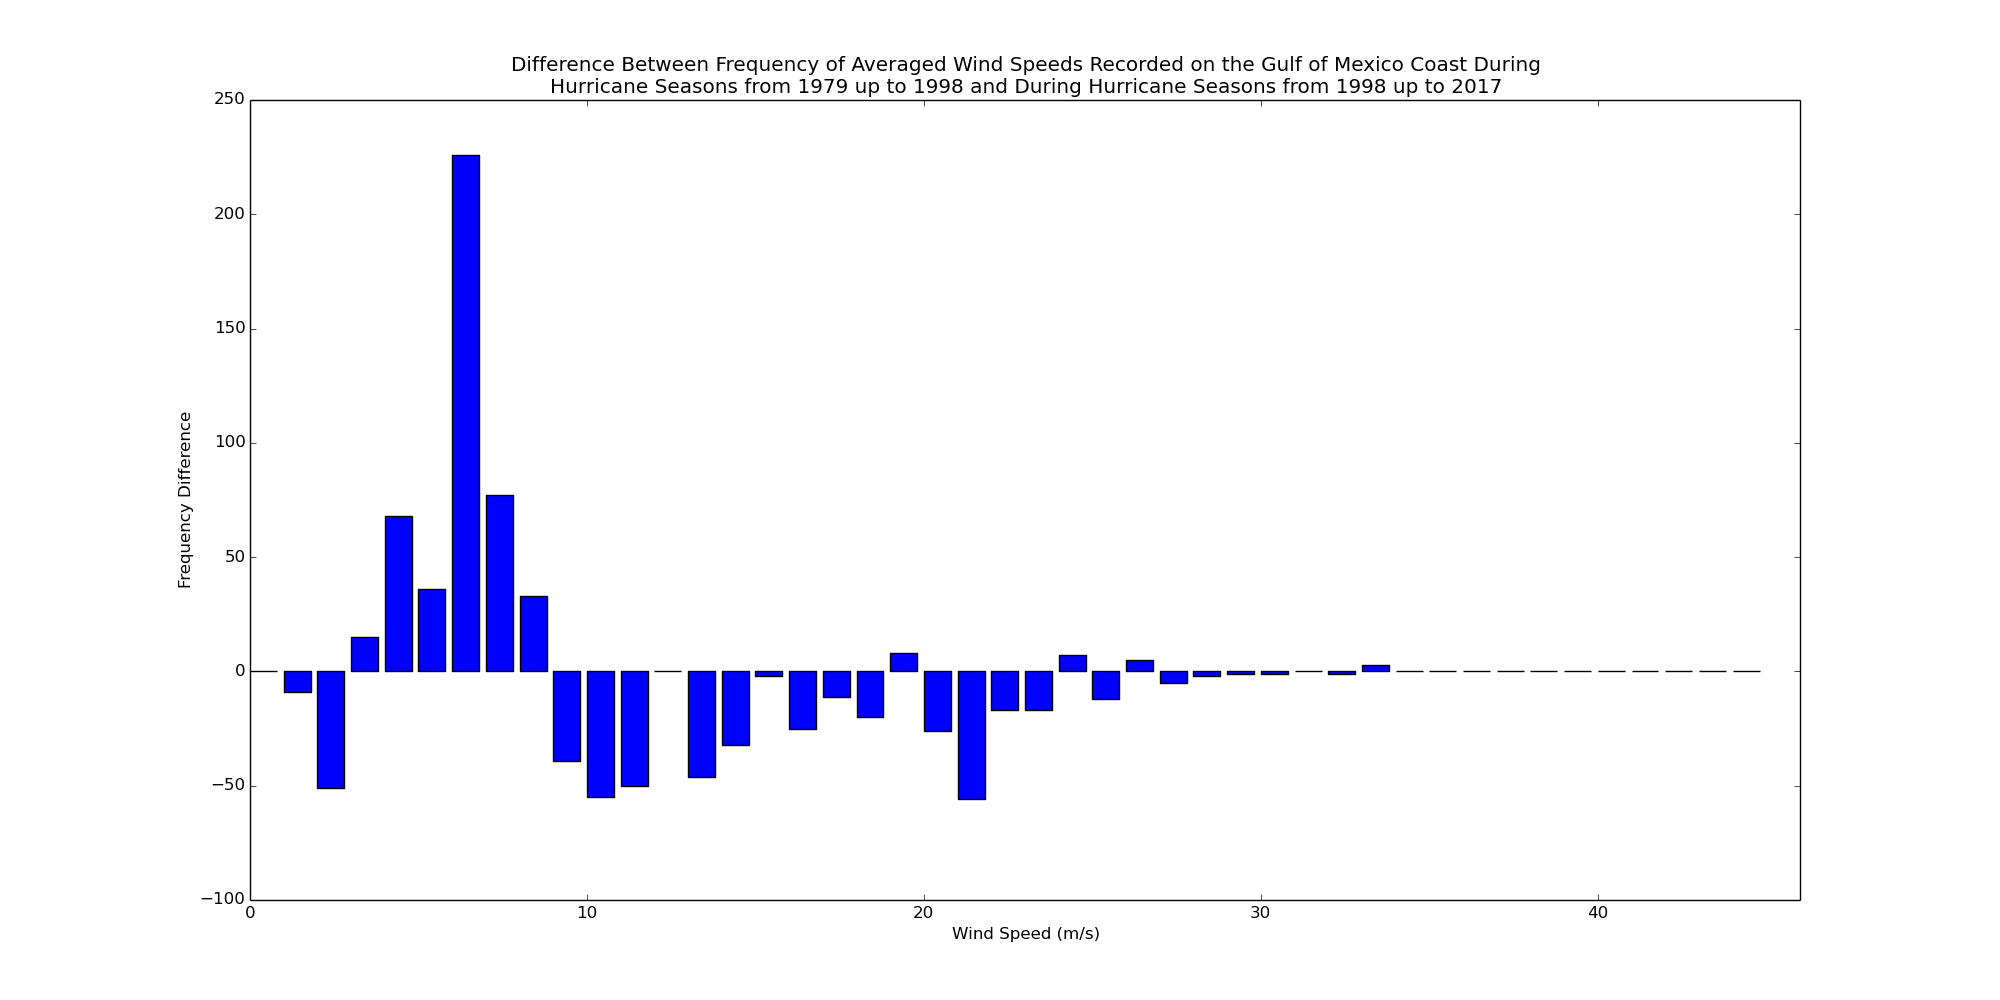 Difference Between Frequency of Averaged Wind Speeds Recorded on the Gulf of Mexico Coast During
Hurricane Seasons from 1979 up to 1998 and During Hurricane Seasons from 1998 up to 2017
250
200
150
100
50
0
−50
−100
Frequency Difference
0 10 20 30 40
Wind Speed (m/s)